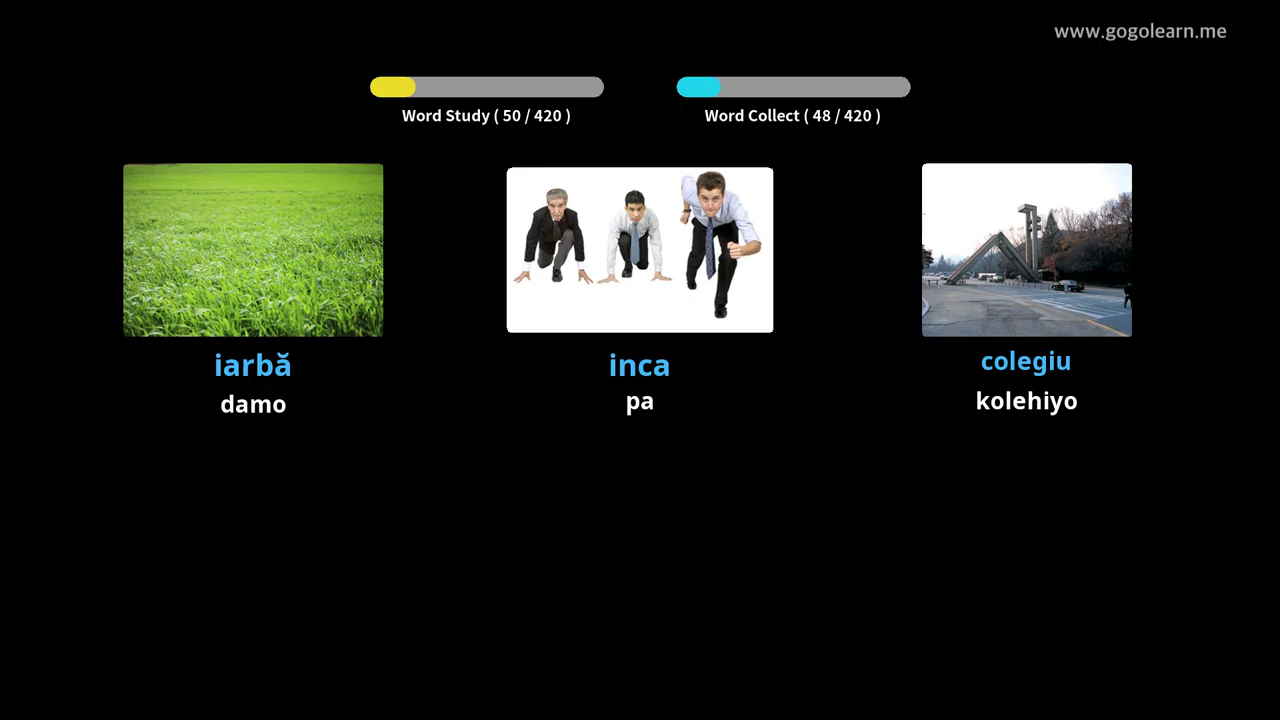 www.gogolearn.me
Word Study ( 50 / 420 )
Word Collect ( 48 / 420 )
iarbă
damo
inca
pa
colegiu
kolehiyo